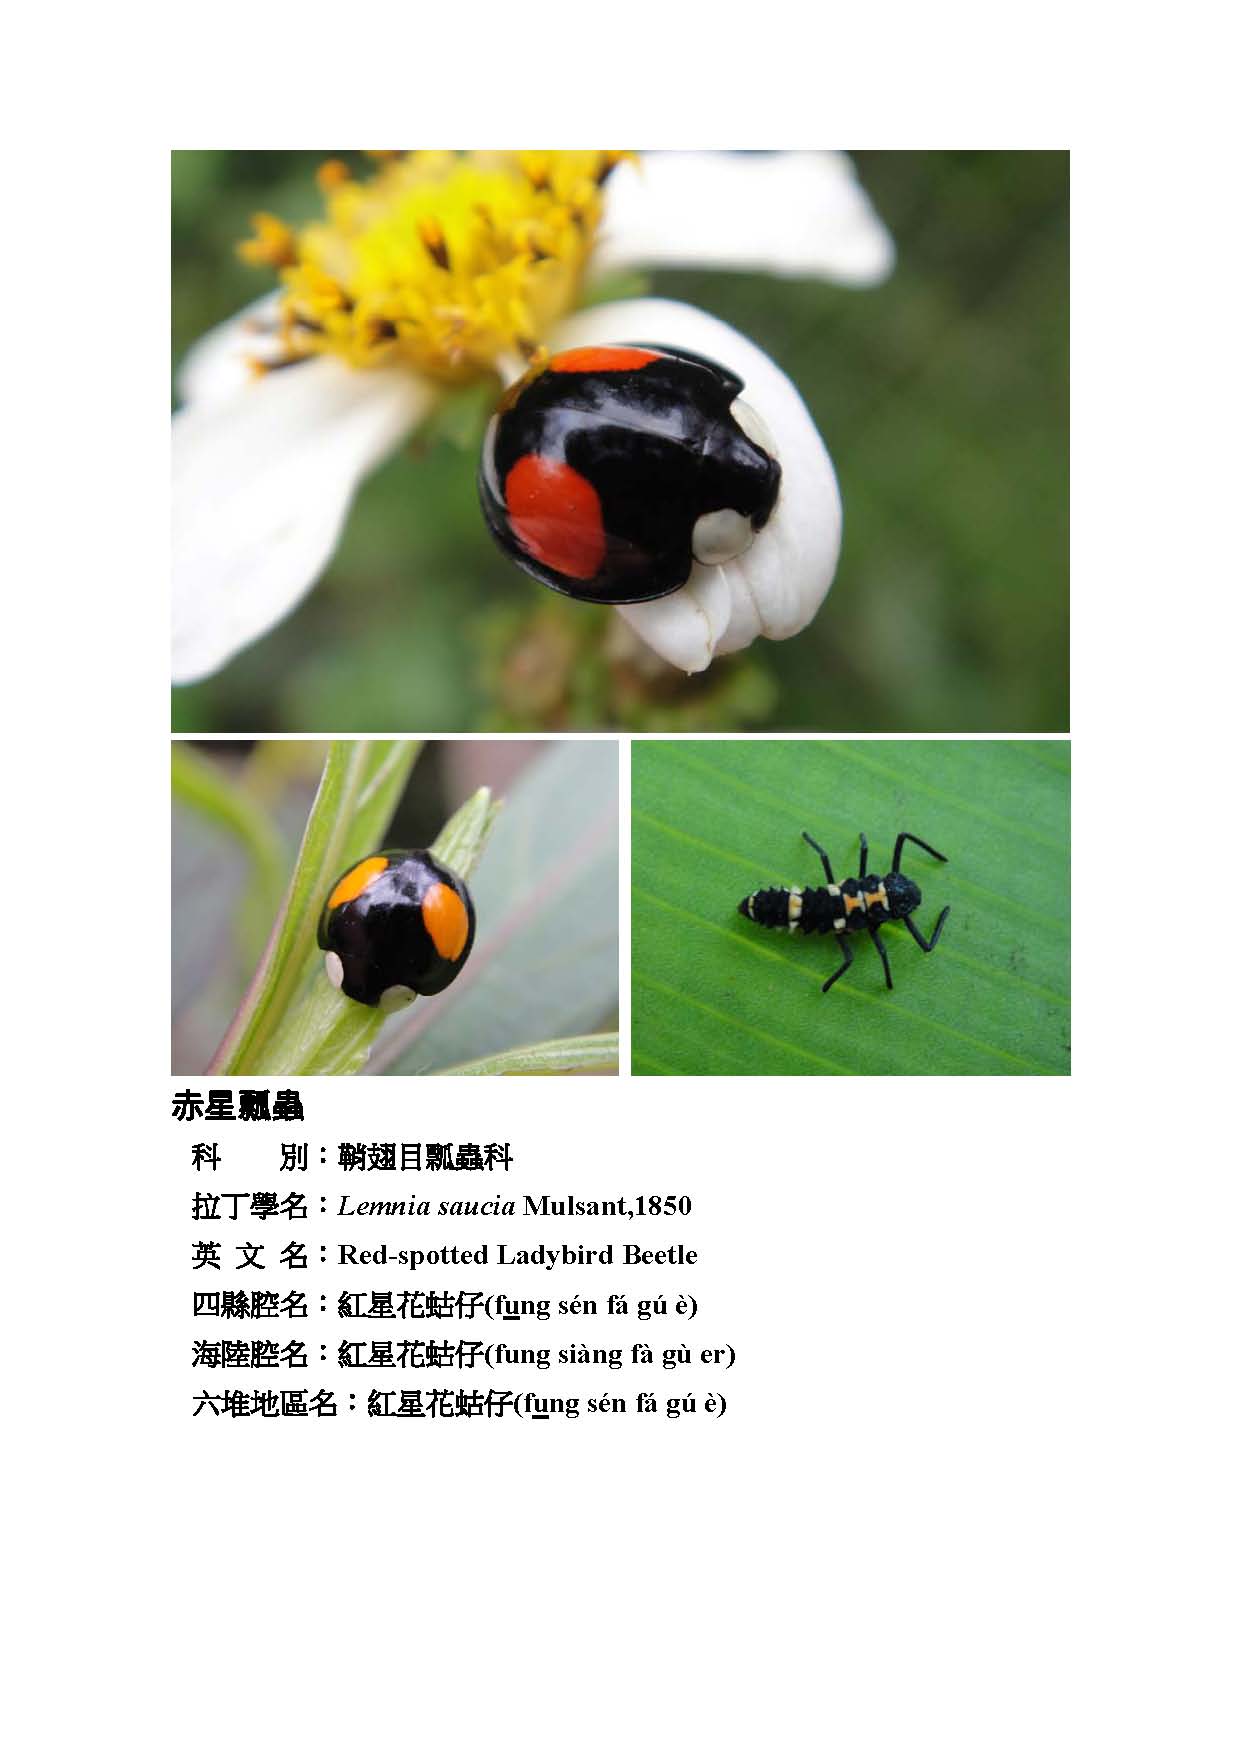 赤星瓢蟲
科　　別：鞘翅目瓢蟲科
拉丁學名：Lemnia saucia Mulsant,1850
英 文 名：Red-spotted Ladybird Beetle
四縣腔名：紅星花蛄仔(fung sén fá gú è)
海陸腔名：紅星花蛄仔(fung siàng fà gù er)
六堆地區名：紅星花蛄仔(fung sén fá gú è)